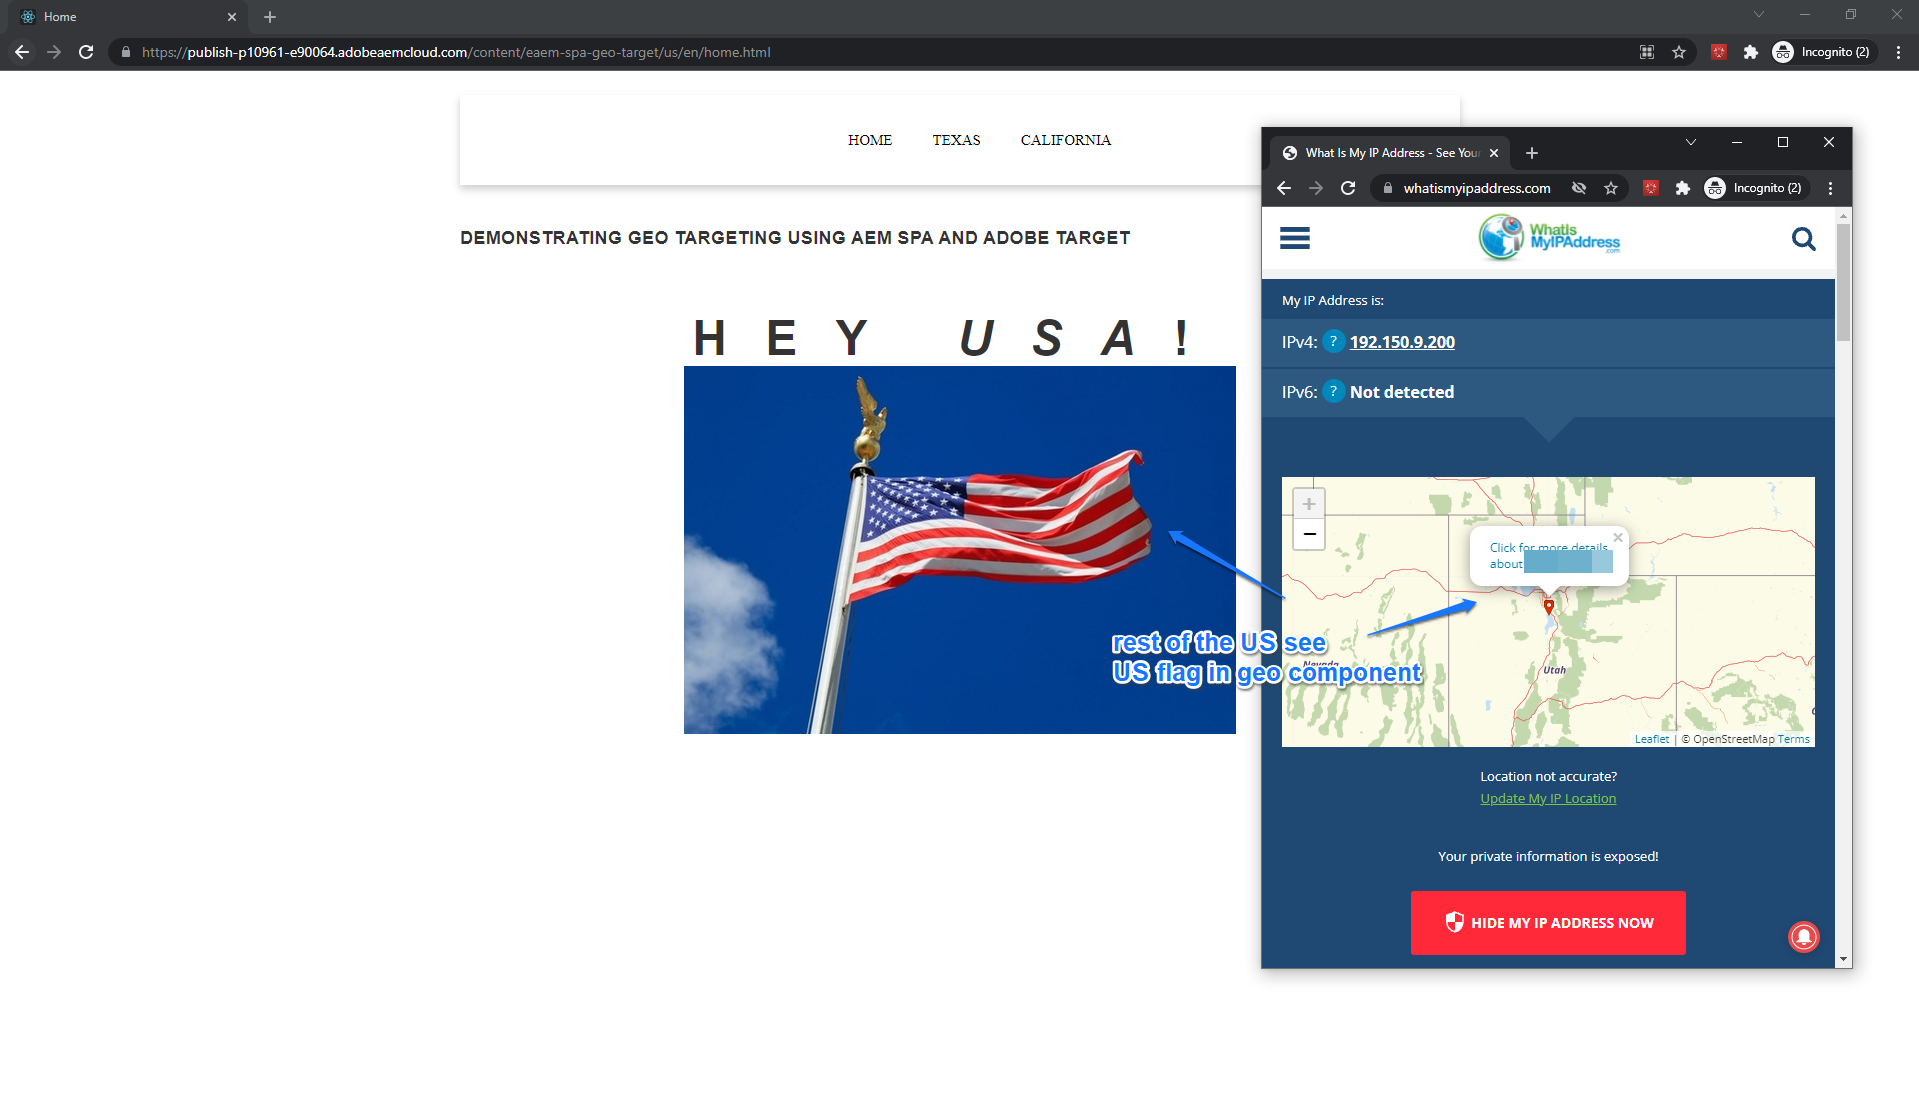 Home
https://publish-p10961-e90064.adobeaemcloud.com/content/eaem-spa-geo-target/us/en/home.html
Incognito (2)
HOME TEXAS CALIFORNIA
DEMONSTRATING GEO TARGETING USING AEM SPA AND ADOBE TARGET
HEY USA!
rest of the US see
US flag in geo component
What Is My IP Address - See You
whatismyipaddress.com
Incognito (2)
WhatIs
MyIPAddress
.com
My IP Address is:
IPv4: ? 192.150.9.200
IPv6: ? Not detected
+
−
Click for more details
about
Nevada
Utah
Leaflet | © OpenStreetMap Terms
Location not accurate?
Update My IP Location
Your private information is exposed!
HIDE MY IP ADDRESS NOW